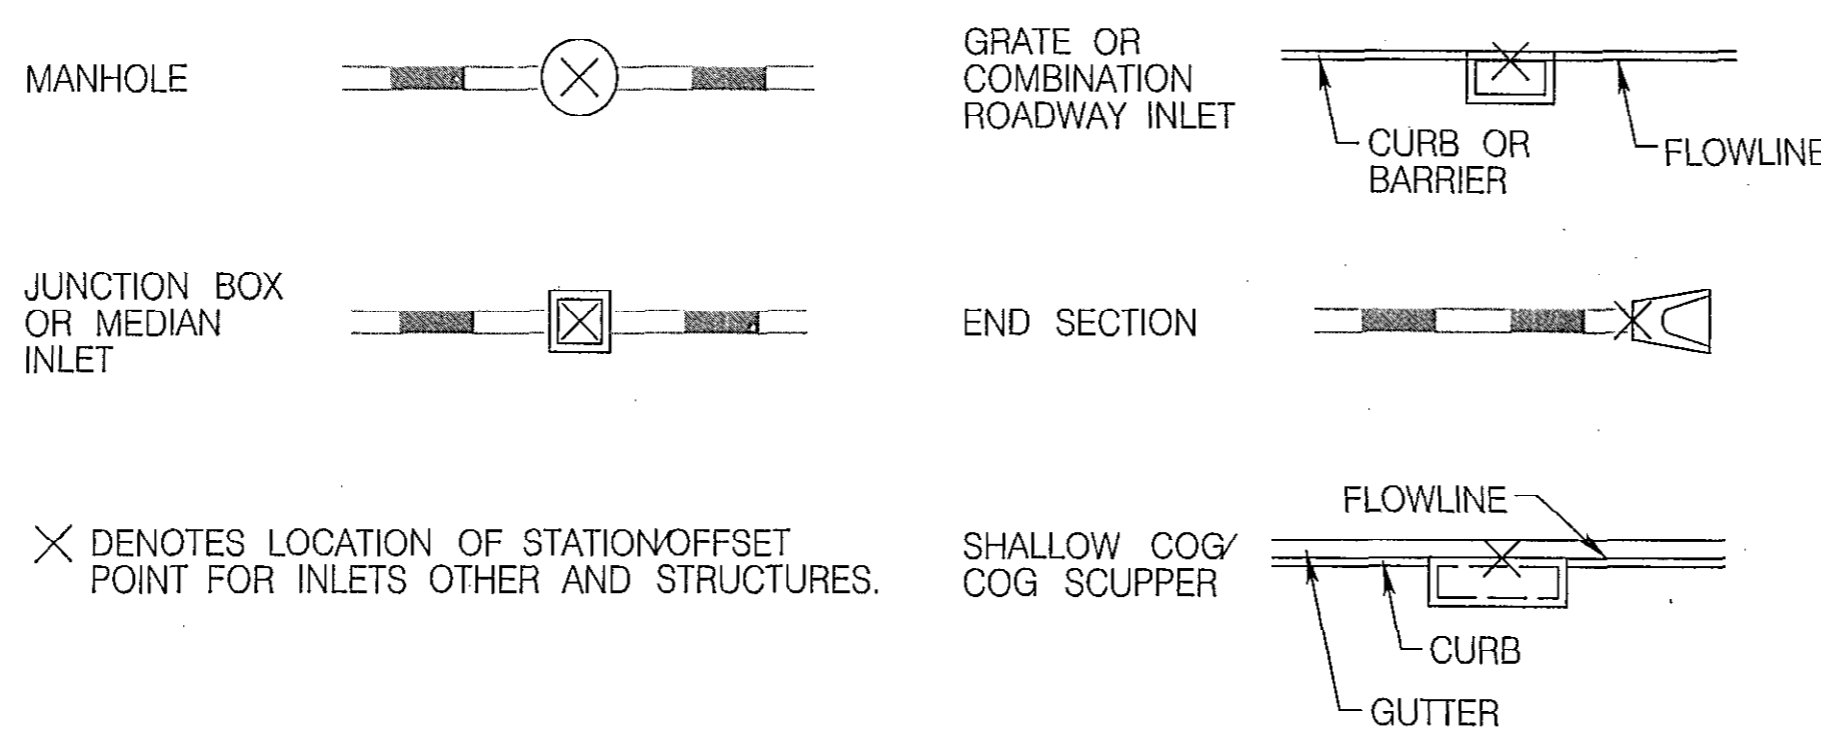 MANHOLE
GRATE OR
COMBINATION
ROADWAY INLET
CURB OR
BARRIER
FLOWLINE
JUNCTION BOX
OR MEDIAN
INLET
END SECTION
X DENOTES LOCATION OF STATION/OFFSET
POINT FOR INLETS OTHER AND STRUCTURES.
FLOWLINE
SHALLOW COG/
COG SCUPPER
CURB
GUTTER